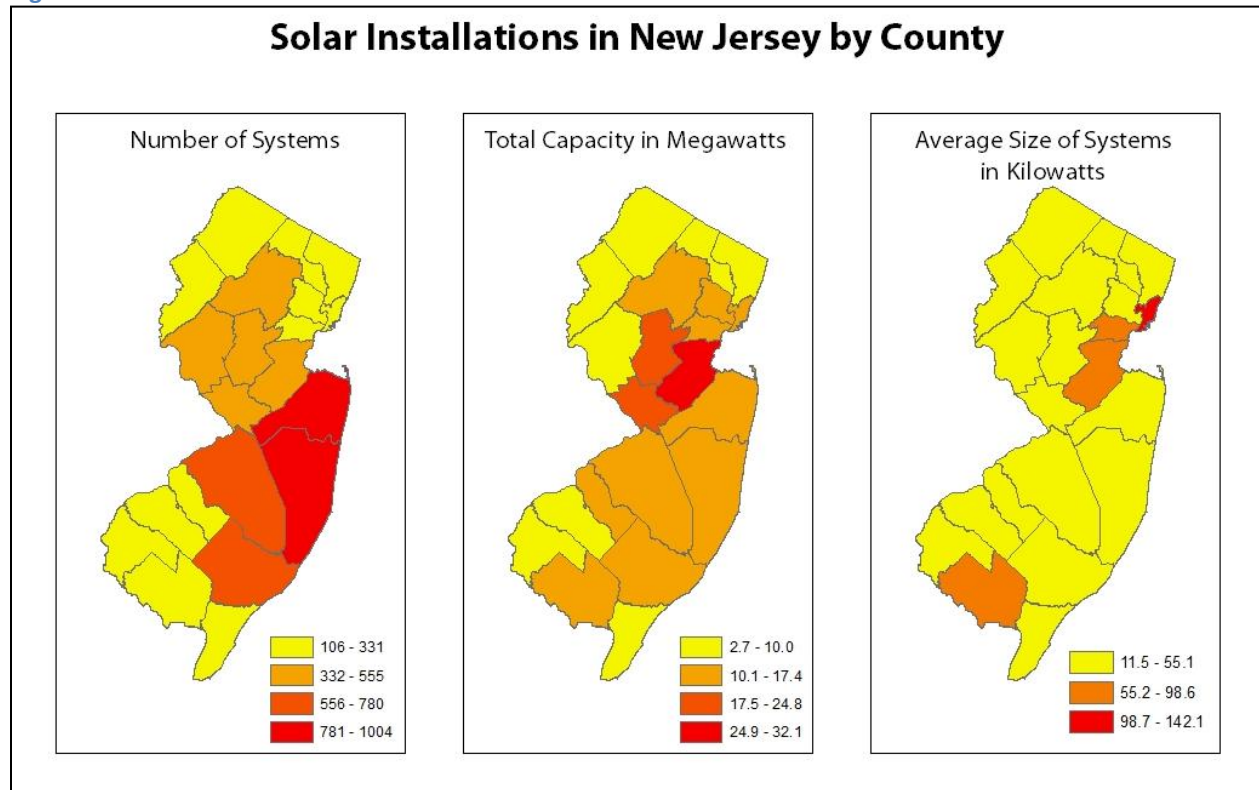 Solar Installations in New Jersey by County
Number of Systems
106 - 331
332 - 555
556 - 780
781 - 1004
Total Capacity in Megawatts
2.7 - 10.0
10.1 - 17.4
17.5 - 24.8
24.9 - 32.1
Average Size of Systems
in Kilowatts
11.5 - 55.1
55.2 - 98.6
98.7 - 142.1